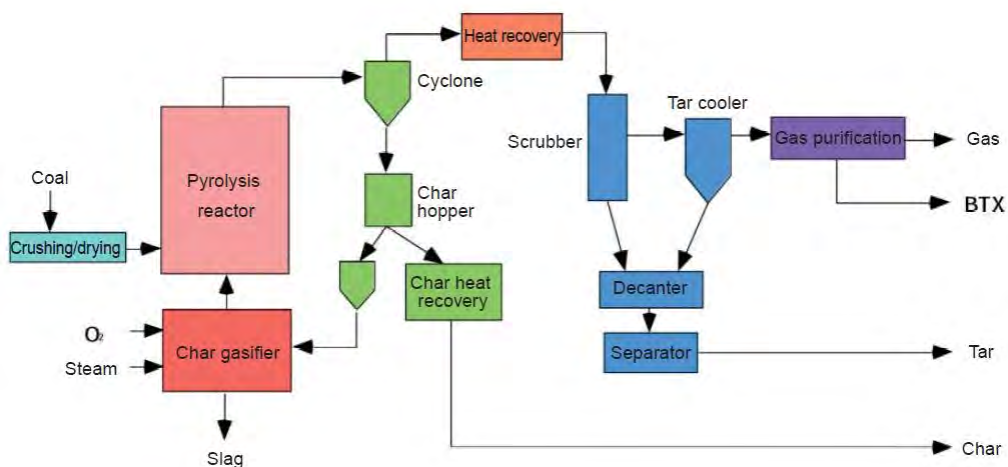 Heat recovery
Cyclone
Tar cooler
Scrubber
Gas purification
Gas
Pyrolysis
reactor
Coal
Char
hopper
BTX
Crushing/drying
Char heat
recovery
Decanter
O₂
Char gasifier
Steam
Separator
Tar
Slag
Char